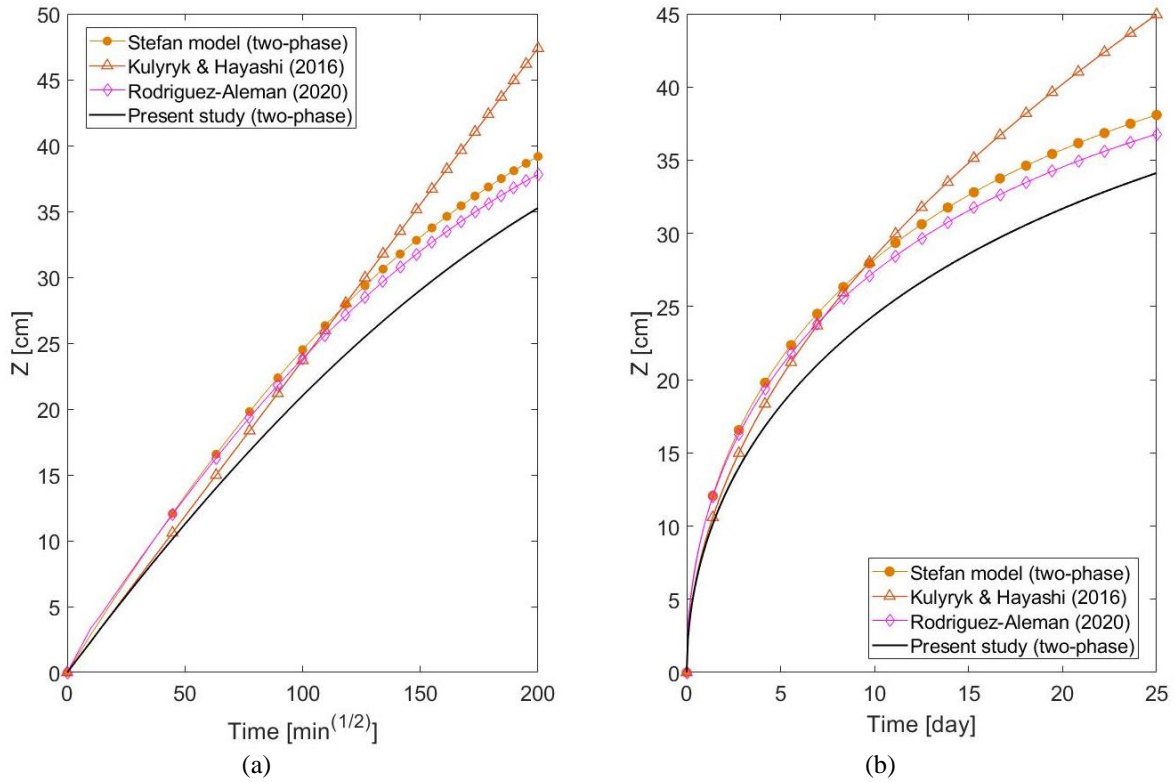 50
45
40
35
30
25
20
15
10
5
0
Z [cm]
Stefan model (two-phase)
Kulyryk & Hayashi (2016)
Rodriguez-Aleman (2020)
Present study (two-phase)
0 50 100 150 200
Time [min^(1/2)]
(a)
45
40
35
30
25
20
15
10
5
0
Z [cm]
Stefan model (two-phase)
Kulyryk & Hayashi (2016)
Rodriguez-Aleman (2020)
Present study (two-phase)
0 5 10 15 20 25
Time [day]
(b)